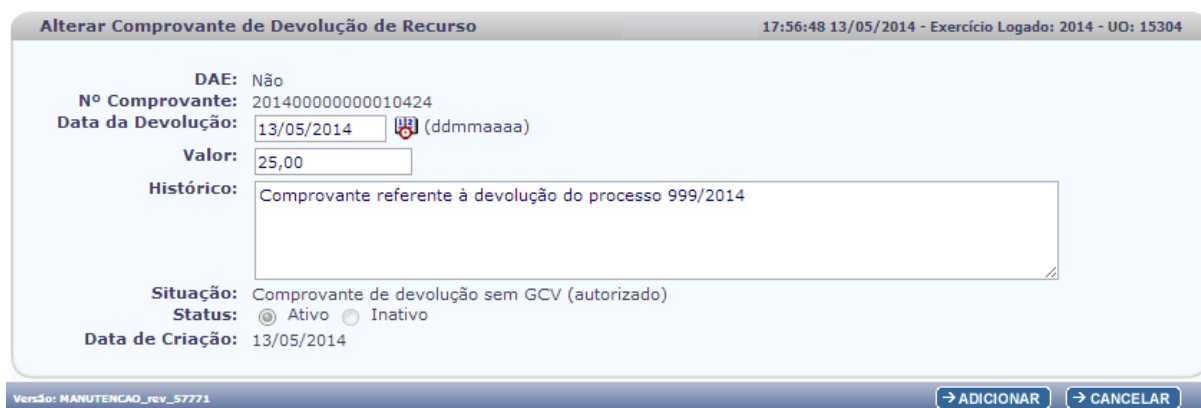 Alterar Comprovante de Devolução de Recurso 17:56:48 13/05/2014 - Exercício Logado: 2014 - UO: 15304
DAE: Não
Nº Comprovante: 201400000000010424
Data da Devolução: 13/05/2014 (ddmmaaaa)
Valor: 25,00
Histórico: Comprovante referente à devolução do processo 999/2014
Situação: Comprovante de devolução sem GCV (autorizado)
Status: Ativo Inativo
Data de Criação: 13/05/2014
Versão: MANUTENCAO_rev_57771 ADICIONAR CANCELAR